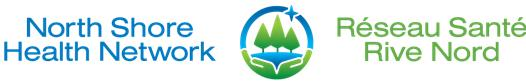 North Shore
Health Network
Réseau Santé
Rive Nord